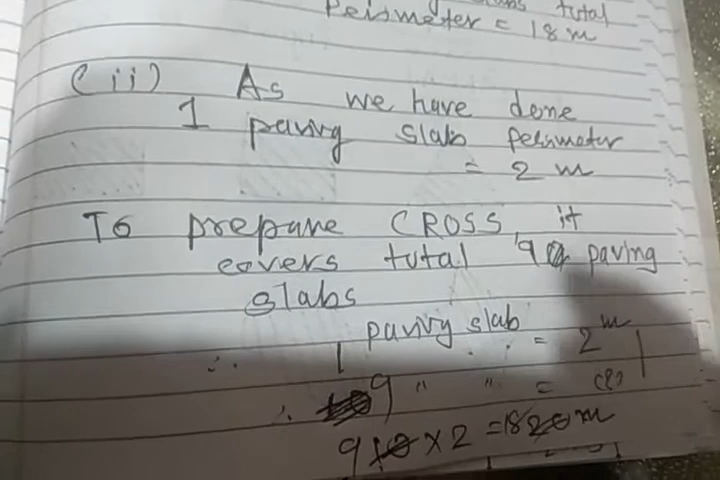 total
Perimeter = 18 m
(ii) As we have done
1 paving slab Perimeter
= 2 m
To prepare CROSS, it
covers total 9 paving
slabs
∴ 1 paving slab = 2 m
∴ 9 " " = (?)
9 × 2 = 18 m